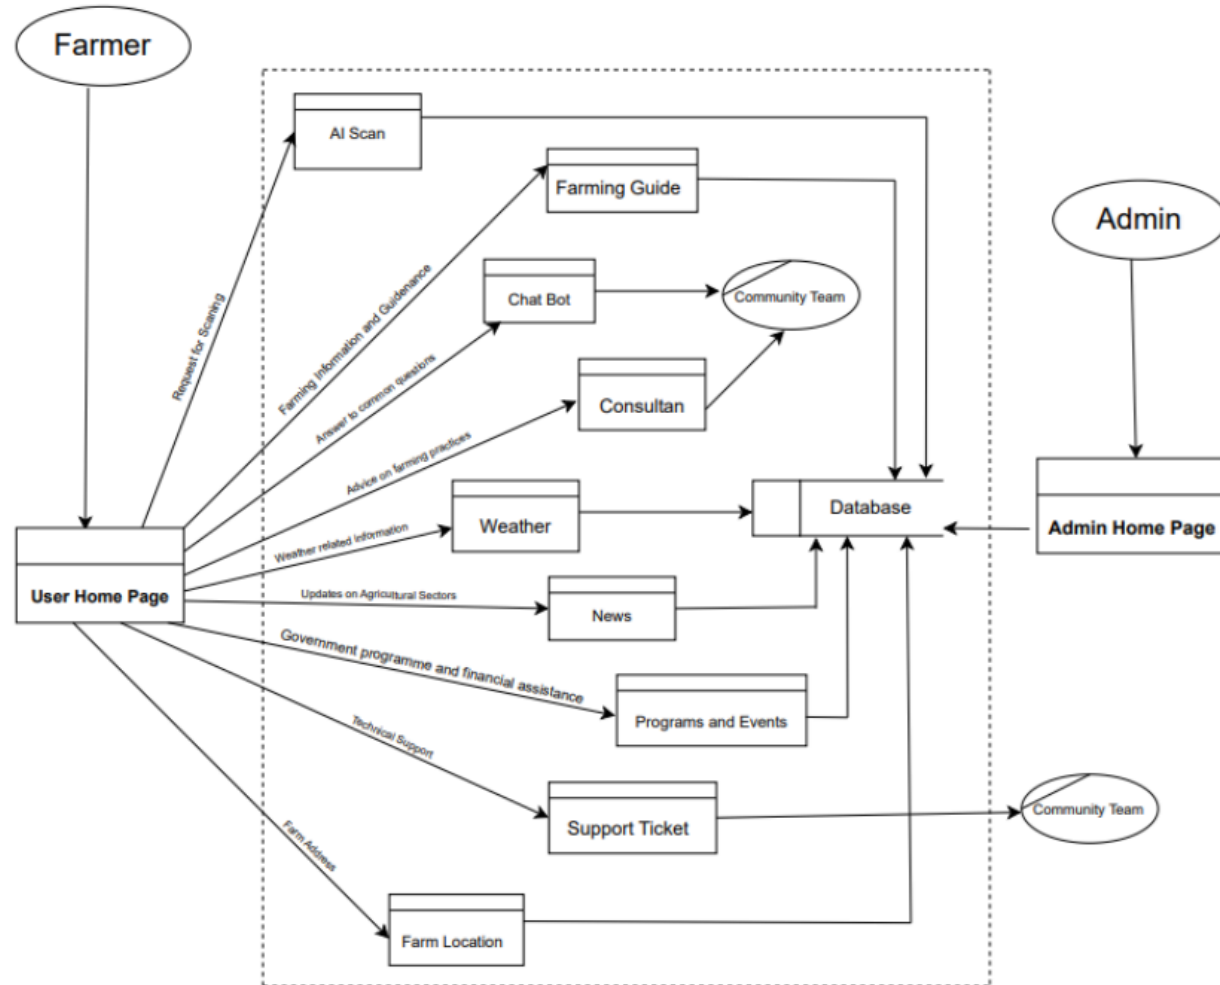 Farmer
AI Scan
Farming Guide
Admin
Request for Scaning
Farming Information and Guidenance
Chat Bot
Community Team
Answer to common questions
Consultan
Advice on farming practices
Weather
Database
Weather related Information
Admin Home Page
User Home Page
Updates on Agricultural Sectors
News
Government programme and financial assistance
Programs and Events
Technical Support
Support Ticket
Community Team
Farm Address
Farm Location